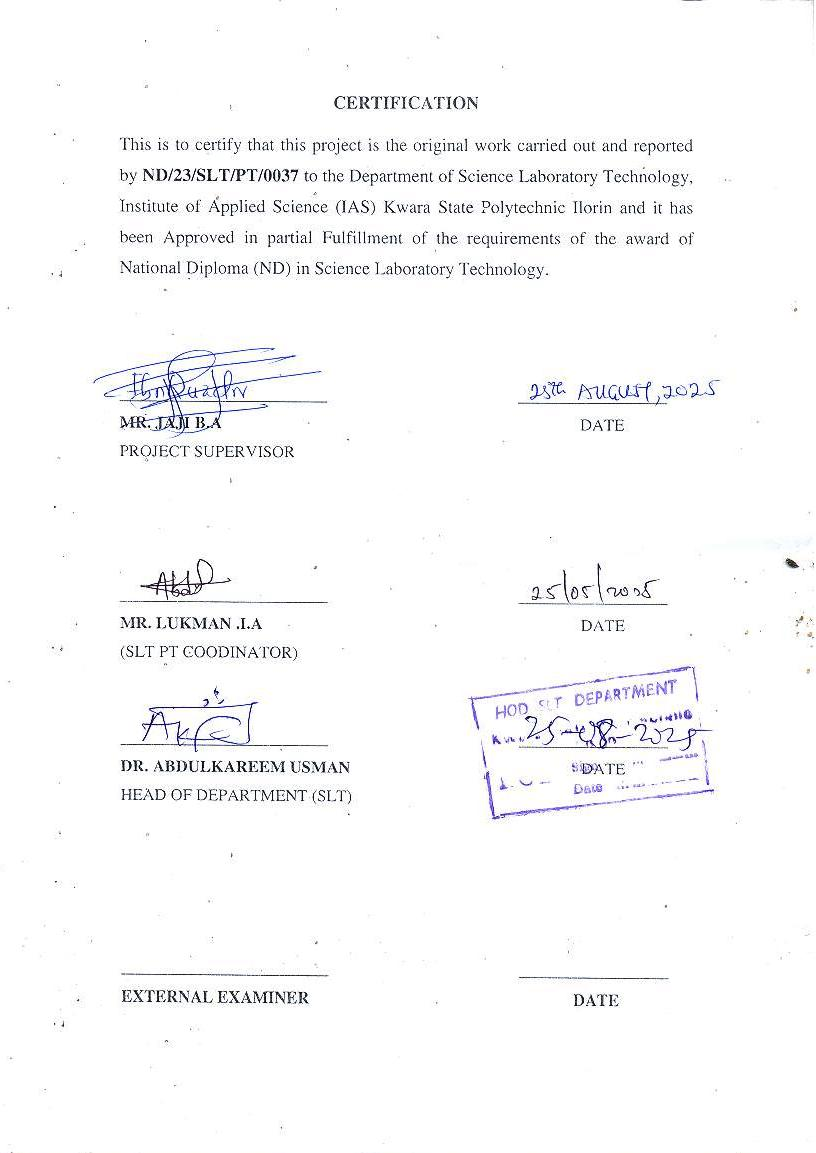 CERTIFICATION
This is to certify that this project is the original work carried out and reported
by ND/23/SLT/PT/0037 to the Department of Science Laboratory Technology,
Institute of Applied Science (IAS) Kwara State Polytechnic Ilorin and it has
been Approved in partial Fulfillment of the requirements of the award of
National Diploma (ND) in Science Laboratory Technology.
25th AUGUST, 2025
MR. JAJI B.A
DATE
PROJECT SUPERVISOR
25/05/2025
MR. LUKMAN .I.A
DATE
(SLT PT COODINATOR)
HOD SLT DEPARTMENT
25-08-2025
DR. ABDULKAREEM USMAN
DATE
HEAD OF DEPARTMENT (SLT)
Date
EXTERNAL EXAMINER
DATE